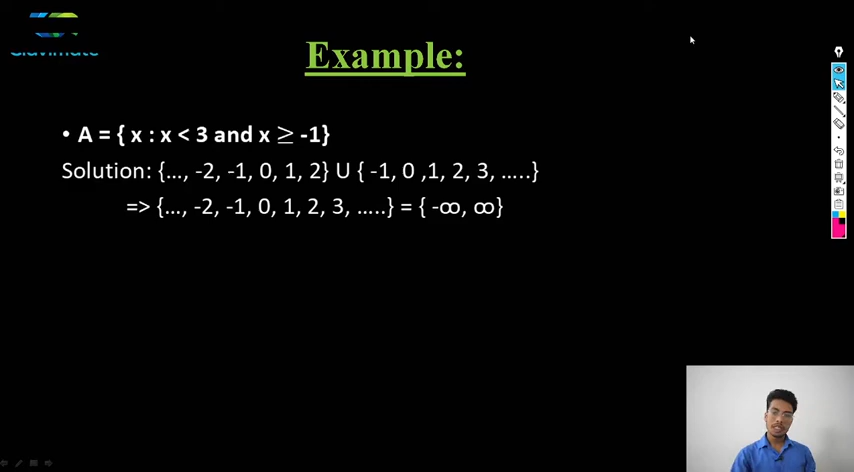 Clavimate
Example:
• A = { x : x < 3 and x ≥ -1}
Solution: {…, -2, -1, 0, 1, 2} U { -1, 0 ,1, 2, 3, …..}
=> {…, -2, -1, 0, 1, 2, 3, …..} = { -∞, ∞}